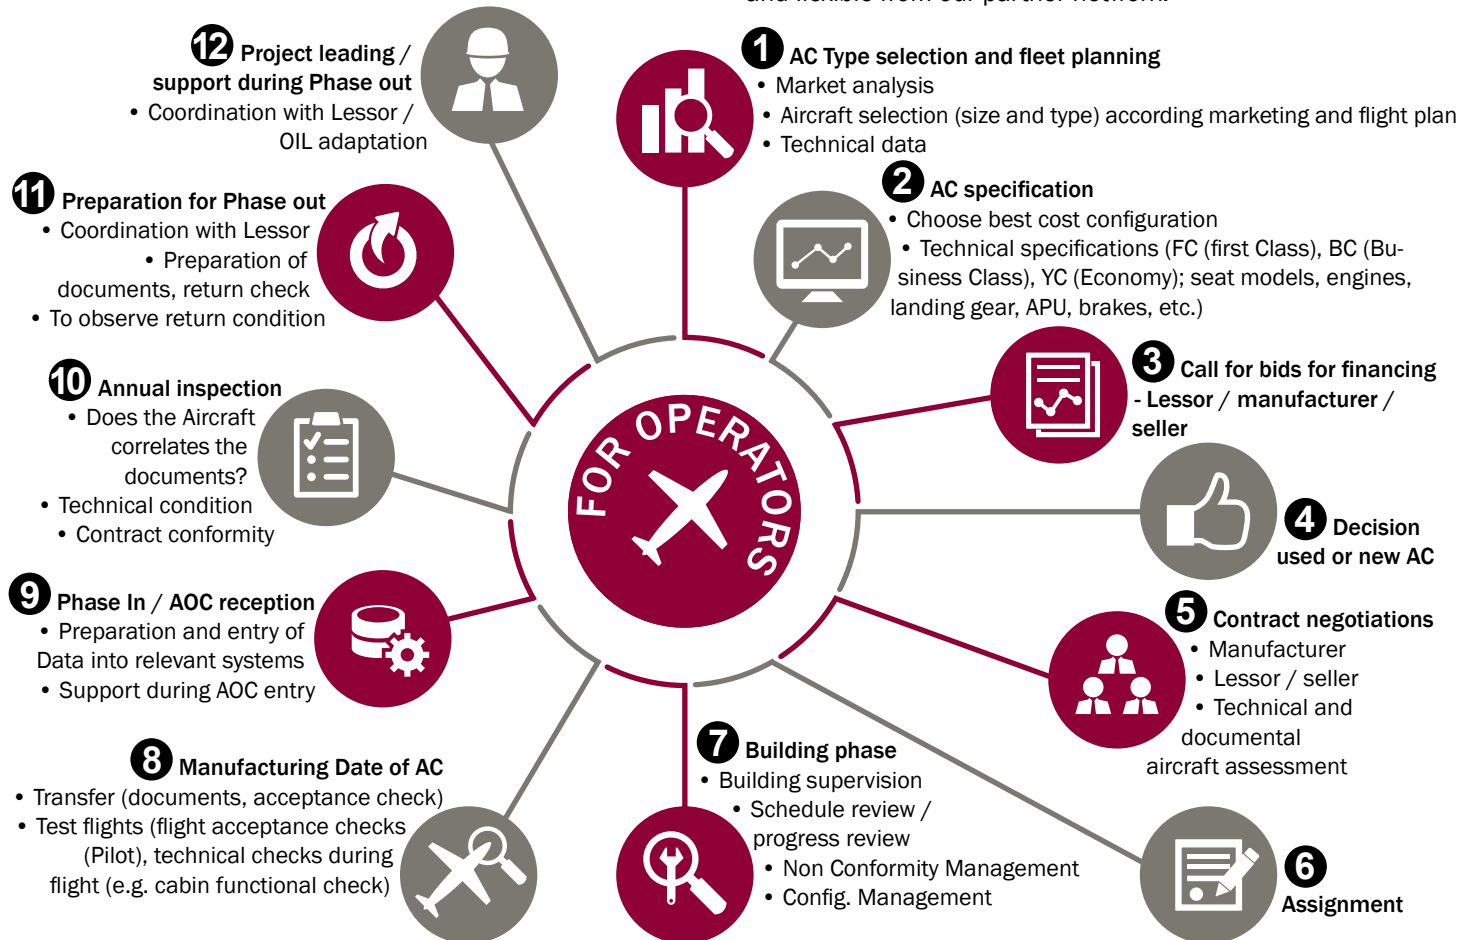 and flexible from our partner network.
1 AC Type selection and fleet planning
• Market analysis
• Aircraft selection (size and type) according marketing and flight plan
• Technical data
2 AC specification
• Choose best cost configuration
• Technical specifications (FC (first Class), BC (Bu-
siness Class), YC (Economy); seat models, engines,
landing gear, APU, brakes, etc.)
3 Call for bids for financing
- Lessor / manufacturer /
seller
4 Decision
used or new AC
5 Contract negotiations
• Manufacturer
• Lessor / seller
• Technical and
documental
aircraft assessment
6
Assignment
7 Building phase
• Building supervision
• Schedule review /
progress review
• Non Conformity Management
• Config. Management
8 Manufacturing Date of AC
• Transfer (documents, acceptance check)
• Test flights (flight acceptance checks
(Pilot), technical checks during
flight (e.g. cabin functional check)
9 Phase In / AOC reception
• Preparation and entry of
Data into relevant systems
• Support during AOC entry
10 Annual inspection
• Does the Aircraft
correlates the
documents?
• Technical condition
• Contract conformity
11 Preparation for Phase out
• Coordination with Lessor
• Preparation of
documents, return check
• To observe return condition
12 Project leading /
support during Phase out
• Coordination with Lessor /
OIL adaptation
FOR OPERATORS